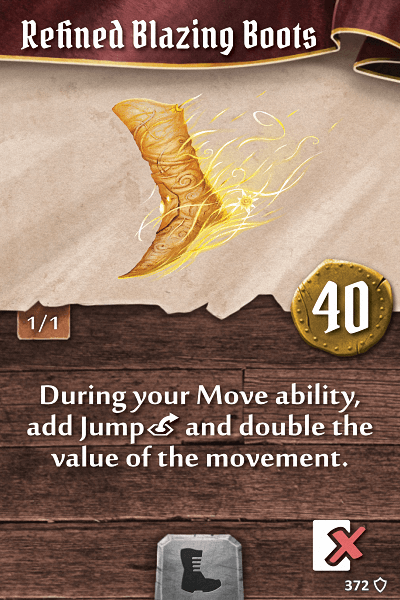 Refined Blazing Boots
1/1
40
During your Move ability,
add Jump and double the
value of the movement.
372